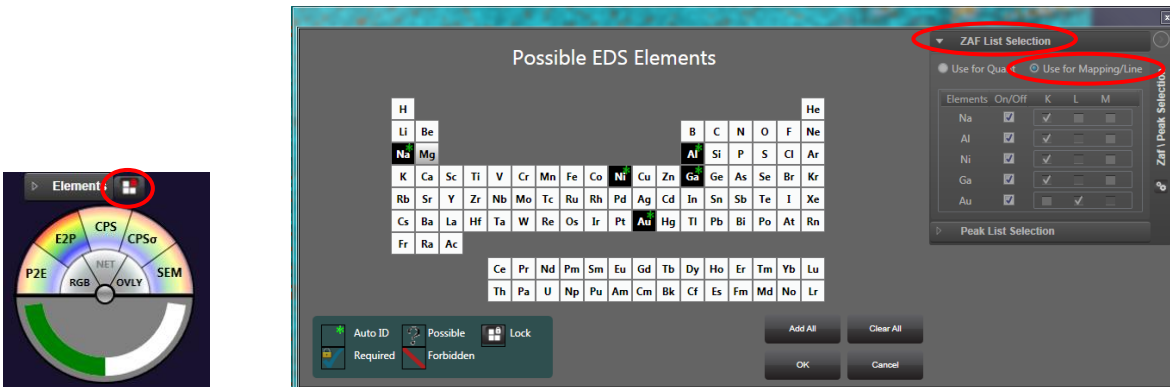 Elements
P2E
E2P
CPS
CPSσ
SEM
NET
RGB
OVLY
Possible EDS Elements
H He
Li Be B C N O F Ne
Na* Mg Al* Si P S Cl Ar
K Ca Sc Ti V Cr Mn Fe Co Ni* Cu Zn Ga* Ge As Se Br Kr
Rb Sr Y Zr Nb Mo Tc Ru Rh Pd Ag Cd In Sn Sb Te I Xe
Cs Ba La Hf Ta W Re Os Ir Pt Au* Hg Tl Pb Bi Po At Rn
Fr Ra Ac
Ce Pr Nd Pm Sm Eu Gd Tb Dy Ho Er Tm Yb Lu
Th Pa U Np Pu Am Cm Bk Cf Es Fm Md No Lr
* Auto ID ? Possible Lock
Required Forbidden
Add All Clear All
OK Cancel
ZAF List Selection
Use for Quant Use for Mapping/Line
Elements On/Off K L M
Na
Al
Ni
Ga
Au
Peak List Selection
Zaf \ Peak Selection